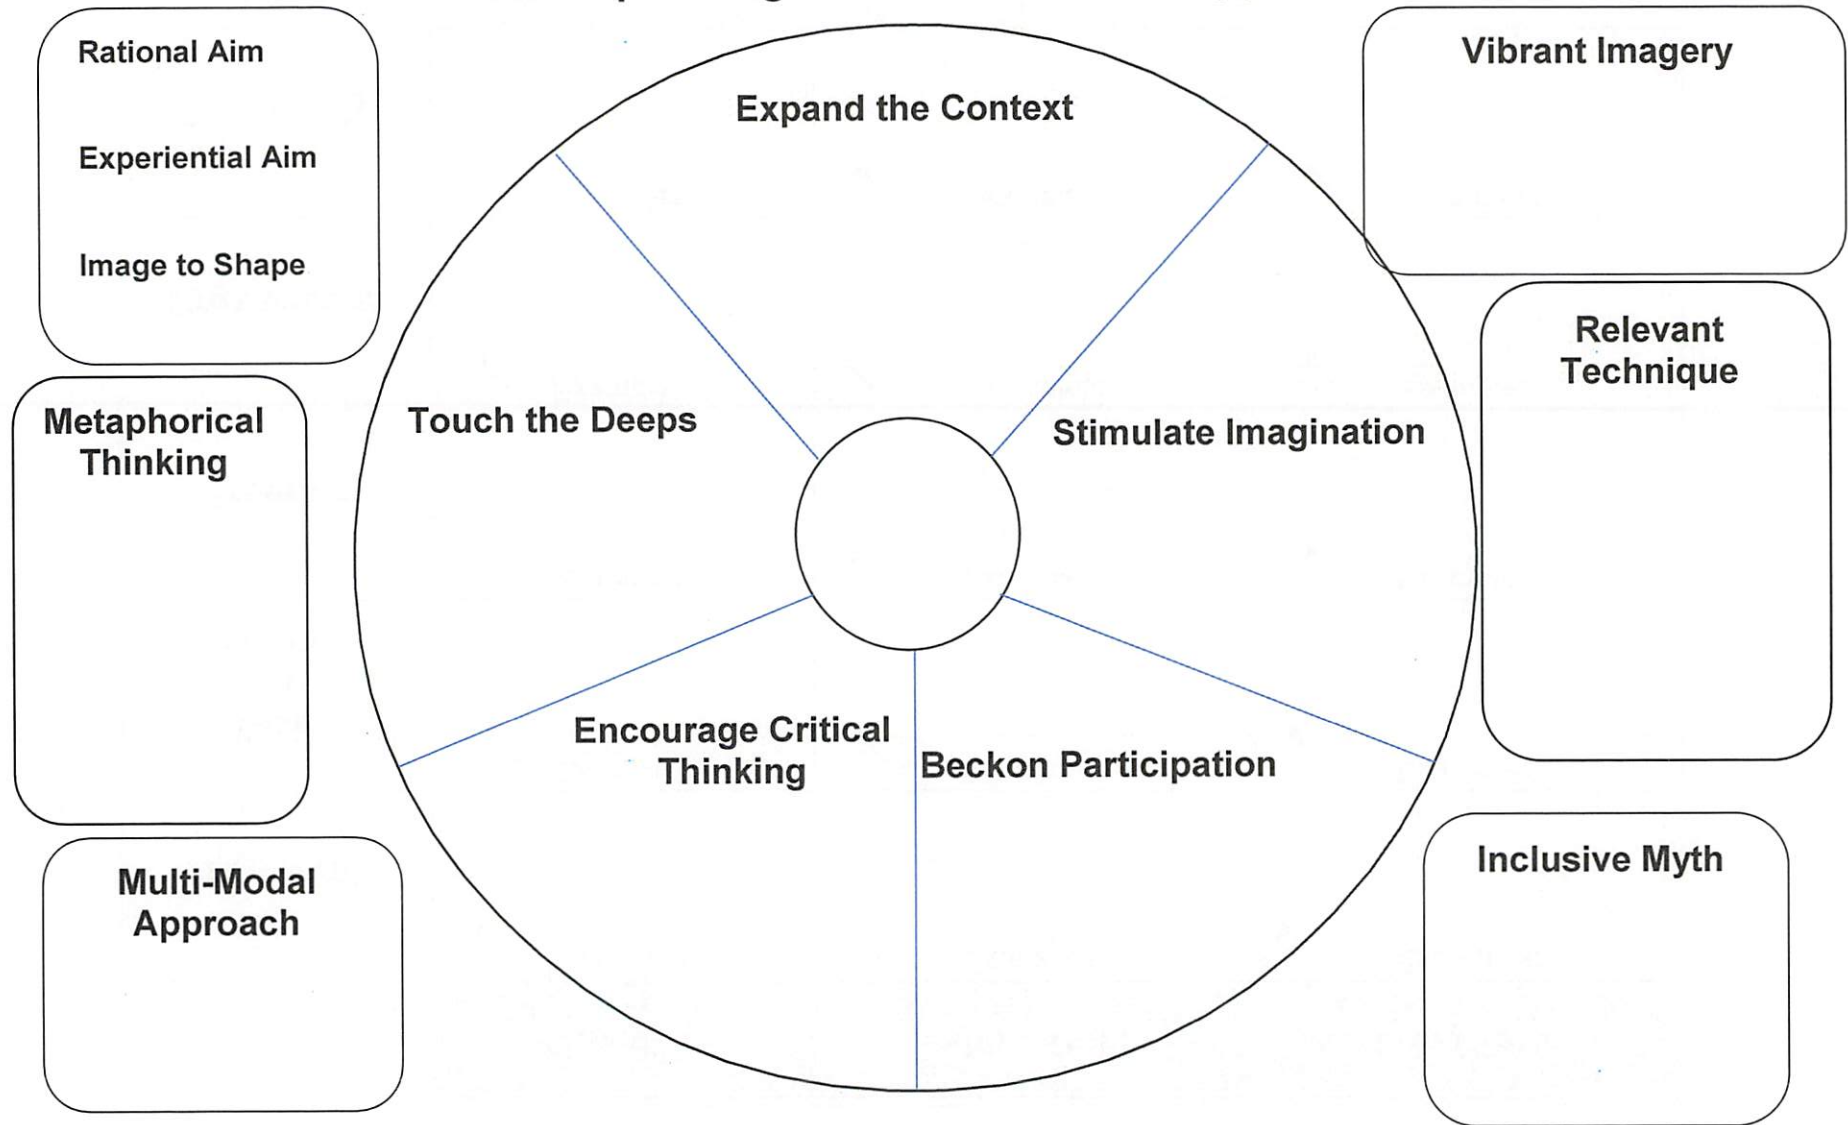 Rational Aim
Experiential Aim
Image to Shape
Expand the Context
Vibrant Imagery
Relevant
Technique
Metaphorical
Thinking
Touch the Deeps
Stimulate Imagination
Encourage Critical
Thinking
Beckon Participation
Multi-Modal
Approach
Inclusive Myth